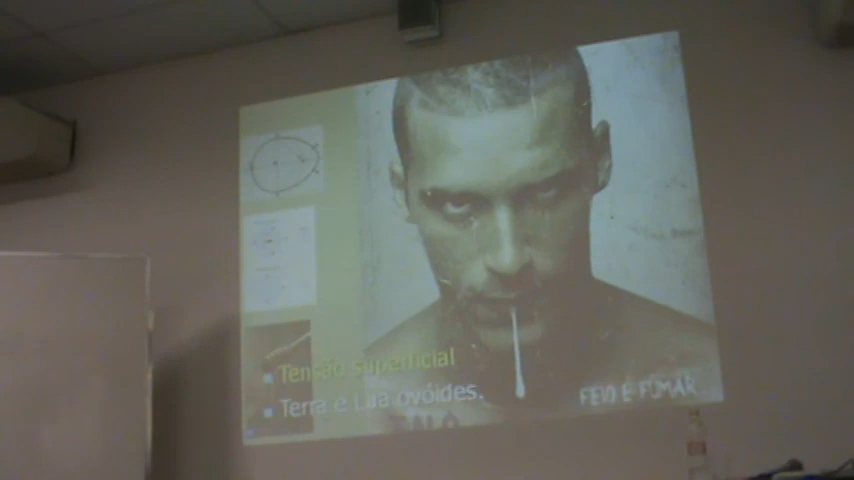 Tensão superficial
Terra e Lua ovóides.
FEIO É FUMAR